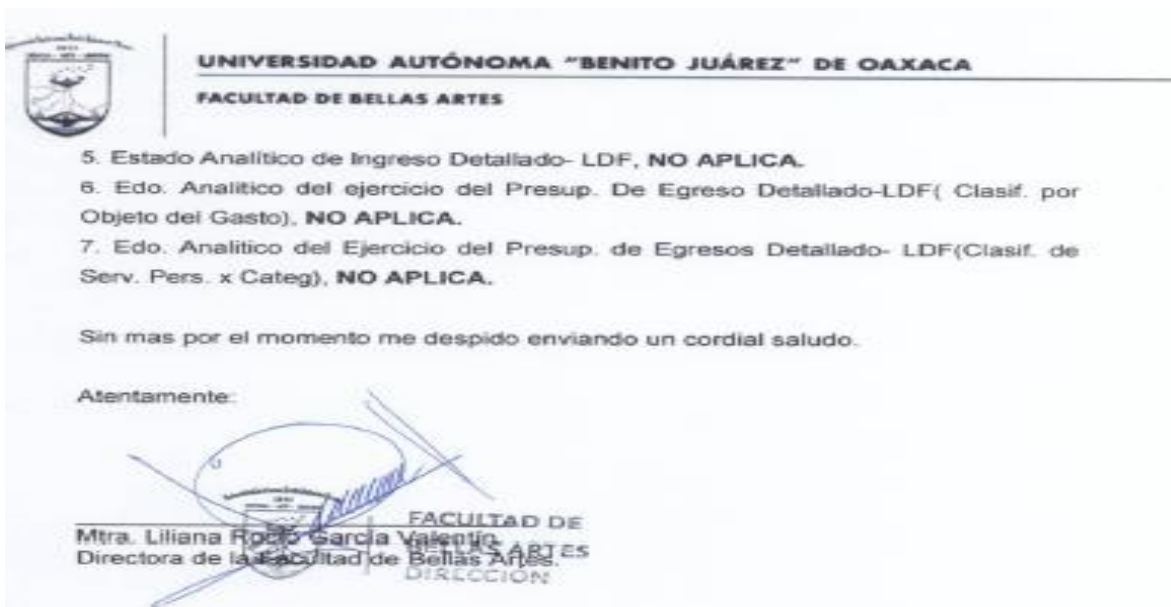 UNIVERSIDAD AUTÓNOMA "BENITO JUÁREZ" DE OAXACA
FACULTAD DE BELLAS ARTES
5. Estado Analítico de Ingreso Detallado- LDF, NO APLICA.
6. Edo. Analitico del ejercicio del Presup. De Egreso Detallado-LDF( Clasif. por
Objeto del Gasto), NO APLICA.
7. Edo. Analitico del Ejercicio del Presup. de Egresos Detallado- LDF(Clasif. de
Serv. Pers. x Categ), NO APLICA.
Sin mas por el momento me despido enviando un cordial saludo.
Atentamente:
FACULTAD DE
Mtra. Liliana Rocío García Valentín.
BELLAS ARTES
Directora de la Facultad de Bellas Artes.
DIRECCIÓN